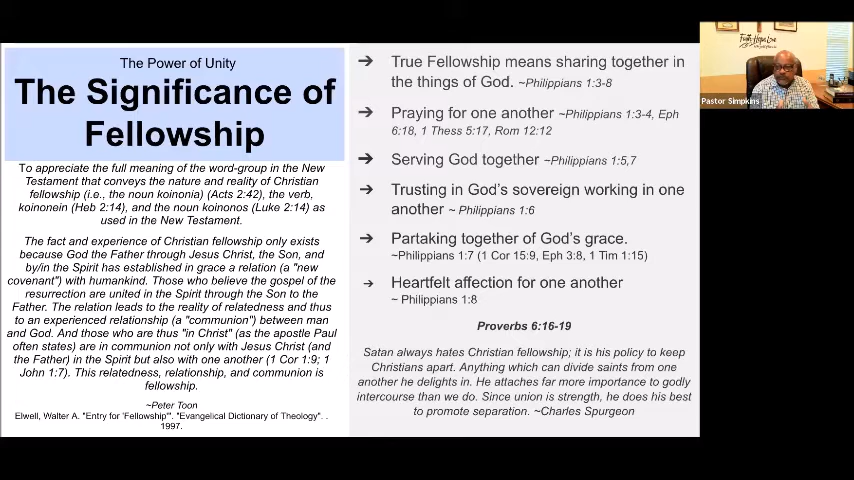 The Power of Unity
The Significance of
Fellowship
To appreciate the full meaning of the word-group in the New
Testament that conveys the nature and reality of Christian
fellowship (i.e., the noun koinonia) (Acts 2:42), the verb,
koinonein (Heb 2:14), and the noun koinonos (Luke 2:14) as
used in the New Testament.
The fact and experience of Christian fellowship only exists
because God the Father through Jesus Christ, the Son, and
by/in the Spirit has established in grace a relation (a "new
covenant") with humankind. Those who believe the gospel of the
resurrection are united in the Spirit through the Son to the
Father. The relation leads to the reality of relatedness and thus
to an experienced relationship (a "communion") between man
and God. And those who are thus "in Christ" (as the apostle Paul
often states) are in communion not only with Jesus Christ (and
the Father) in the Spirit but also with one another (1 Cor 1:9; 1
John 1:7). This relatedness, relationship, and communion is
fellowship.
~Peter Toon
Elwell, Walter A. "Entry for 'Fellowship'". "Evangelical Dictionary of Theology". .
1997.
➔ True Fellowship means sharing together in
the things of God. ~Philippians 1:3-8
➔ Praying for one another ~Philippians 1:3-4, Eph
6:18, 1 Thess 5:17, Rom 12:12
➔ Serving God together ~Philippians 1:5,7
➔ Trusting in God's sovereign working in one
another ~ Philippians 1:6
➔ Partaking together of God's grace.
~Philippians 1:7 (1 Cor 15:9, Eph 3:8, 1 Tim 1:15)
➔ Heartfelt affection for one another
~ Philippians 1:8
Proverbs 6:16-19
Satan always hates Christian fellowship; it is his policy to keep
Christians apart. Anything which can divide saints from one
another he delights in. He attaches far more importance to godly
intercourse than we do. Since union is strength, he does his best
to promote separation. ~Charles Spurgeon
Faith Hope Love
Pastor Simpkins